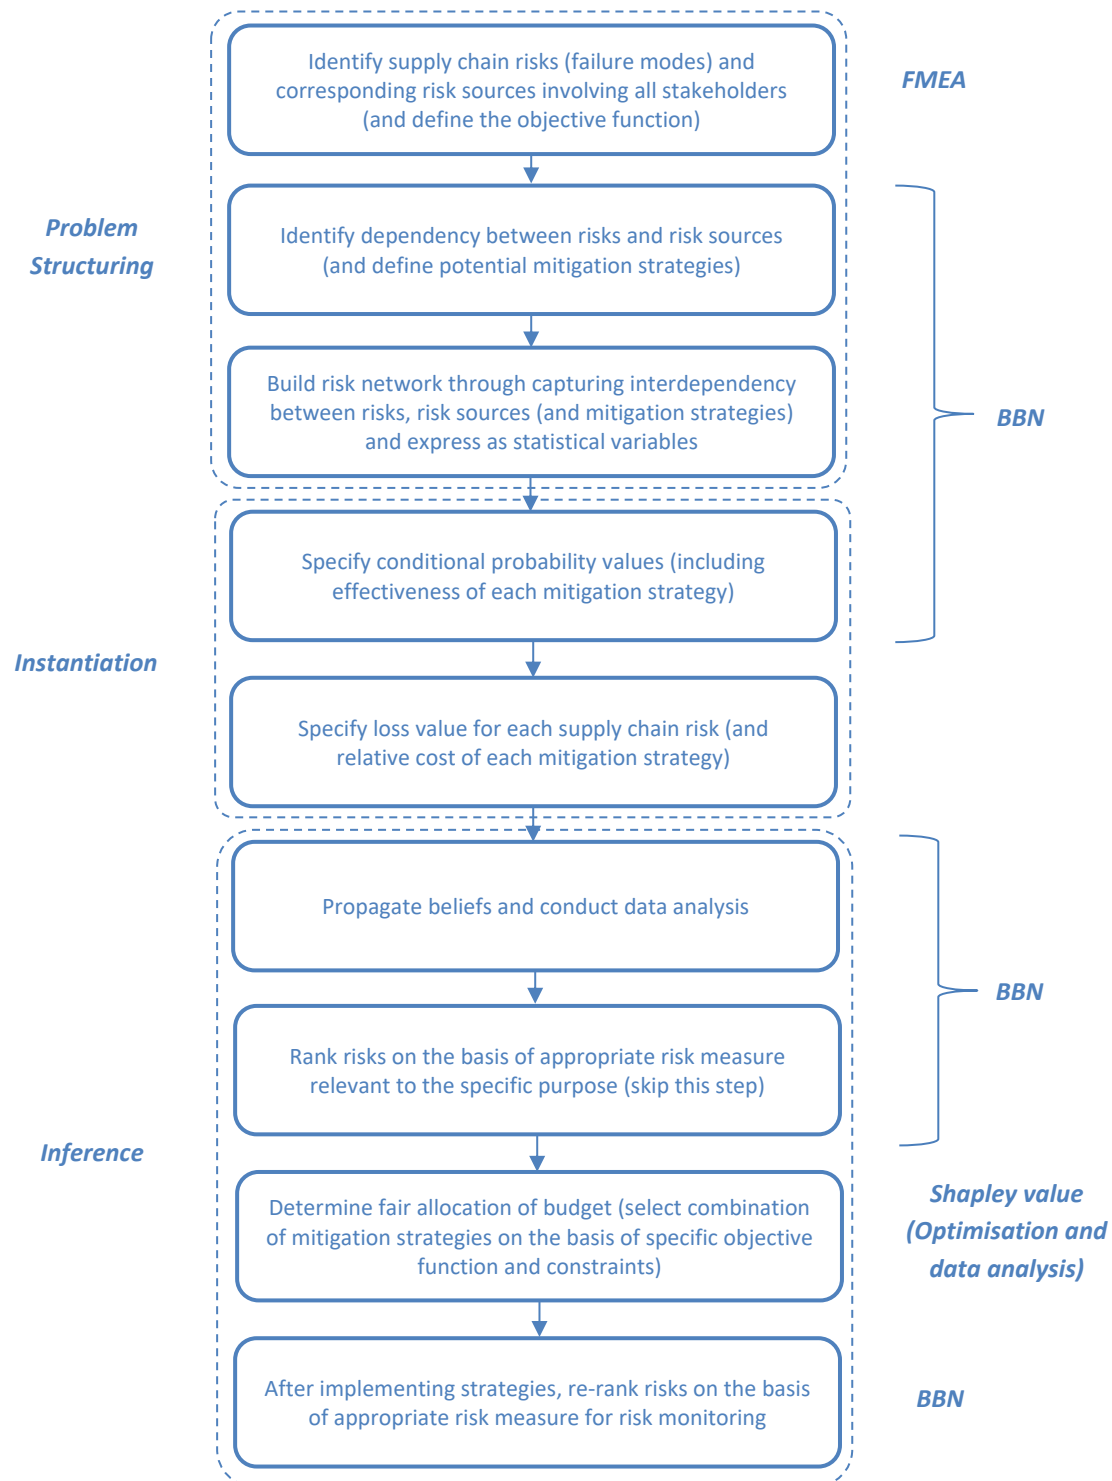 Identify supply chain risks (failure modes) and
corresponding risk sources involving all stakeholders
(and define the objective function)
FMEA
Problem
Structuring
Identify dependency between risks and risk sources
(and define potential mitigation strategies)
Build risk network through capturing interdependency
between risks, risk sources (and mitigation strategies)
and express as statistical variables
BBN
Specify conditional probability values (including
effectiveness of each mitigation strategy)
Instantiation
Specify loss value for each supply chain risk (and
relative cost of each mitigation strategy)
Propagate beliefs and conduct data analysis
BBN
Rank risks on the basis of appropriate risk measure
relevant to the specific purpose (skip this step)
Inference
Determine fair allocation of budget (select combination
of mitigation strategies on the basis of specific objective
function and constraints)
Shapley value
(Optimisation and
data analysis)
After implementing strategies, re-rank risks on the basis
of appropriate risk measure for risk monitoring
BBN